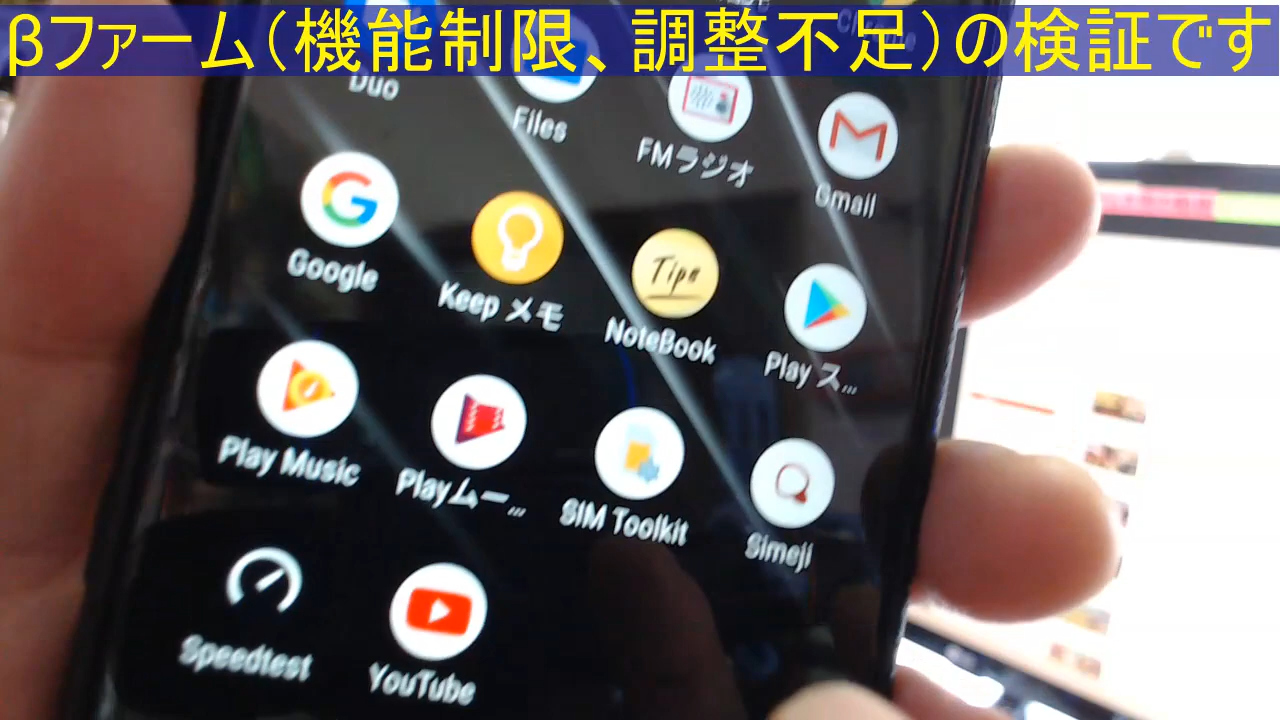 βファーム(機能制限、調整不足)の検証です
Duo
Files
FMラジオ
Gmail
Google
Keep メモ
Tips
NoteBook
Play ス...
Play Music
Playムー...
SIM Toolkit
Simeji
Speedtest
YouTube